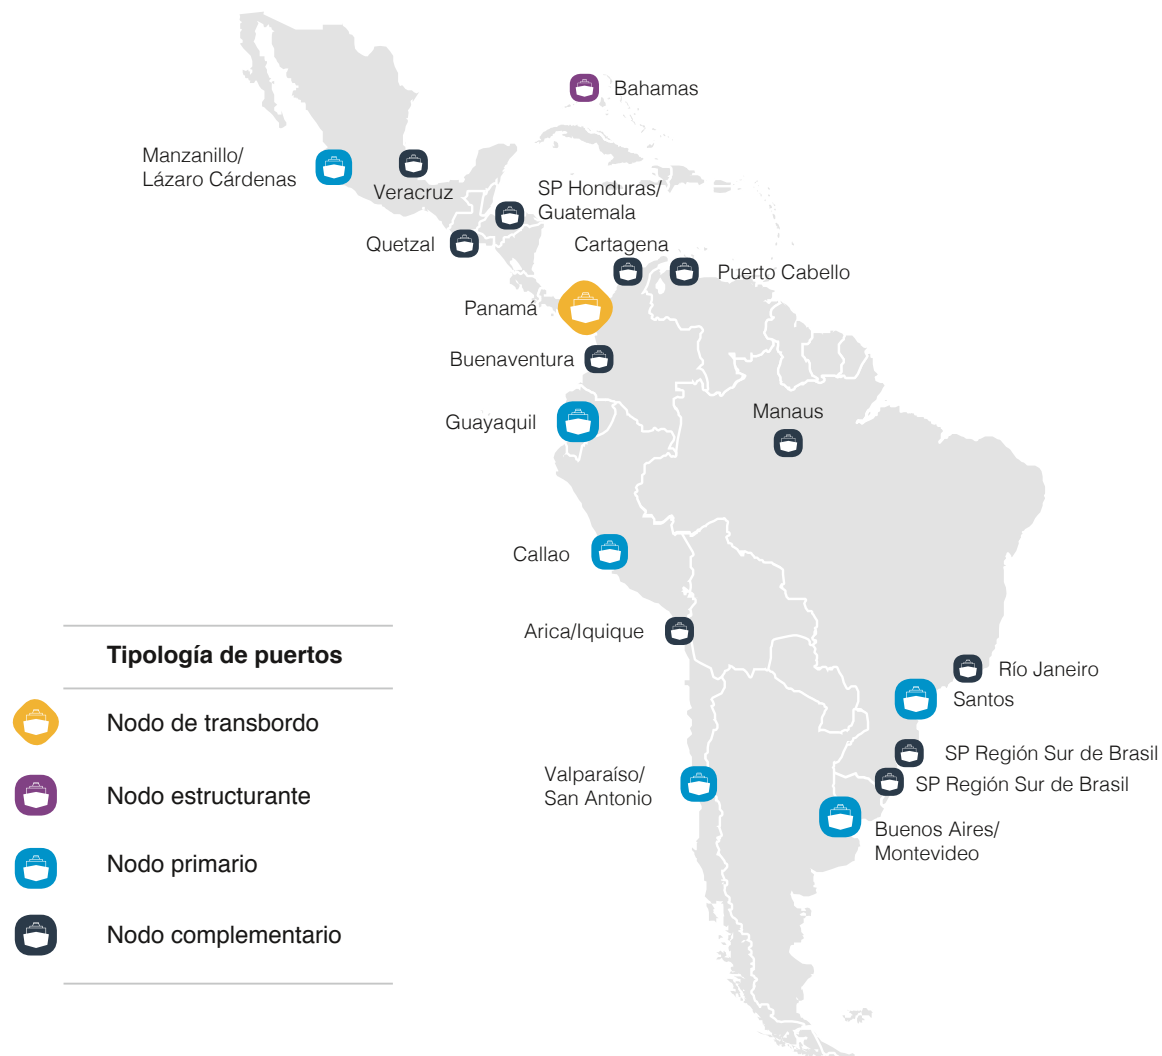 Bahamas
Manzanillo/
Lázaro Cárdenas
Veracruz
SP Honduras/
Guatemala
Quetzal
Cartagena
Puerto Cabello
Panamá
Buenaventura
Guayaquil
Manaus
Callao
Arica/Iquique
Río Janeiro
Santos
SP Región Sur de Brasil
SP Región Sur de Brasil
Valparaíso/
San Antonio
Buenos Aires/
Montevideo
Tipología de puertos
Nodo de transbordo
Nodo estructurante
Nodo primario
Nodo complementario